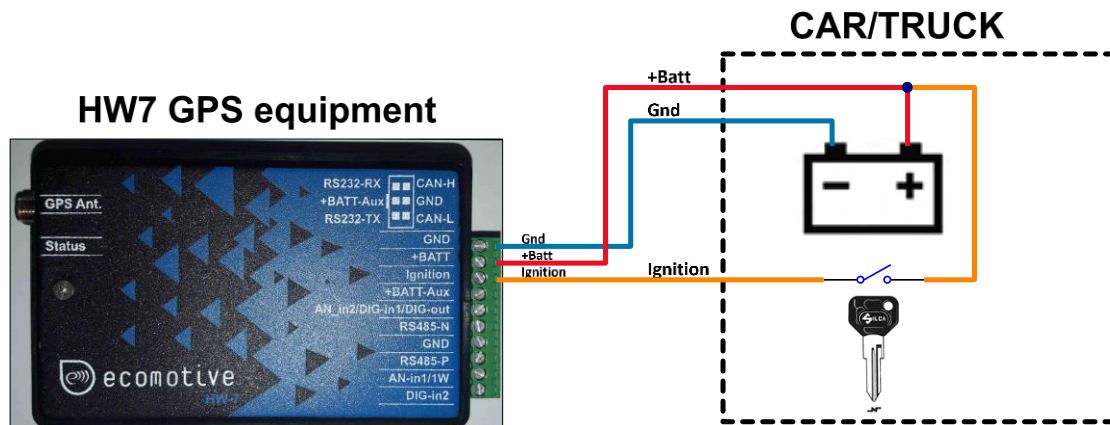 CAR/TRUCK
HW7 GPS equipment
+Batt
Gnd
RS232-RX CAN-H
+BATT-Aux GND
RS232-TX CAN-L
GPS Ant.
Status
GND
+BATT
Ignition
+BATT-Aux
AN_in2/DIG-in1/DIG-out
RS485-N
GND
RS485-P
AN-in1/1W
DIG-in2
Gnd
+Batt
Ignition
Ignition
− +
SILCA
ecomotive
HW-7